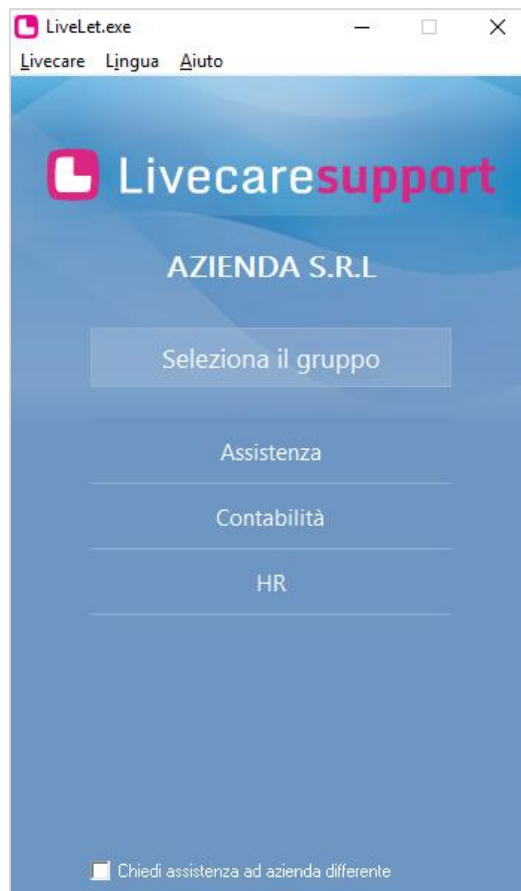 LiveLet.exe
Livecare Lingua Aiuto
Livecaresupport
AZIENDA S.R.L
Seleziona il gruppo
Assistenza
Contabilità
HR
Chiedi assistenza ad azienda differente